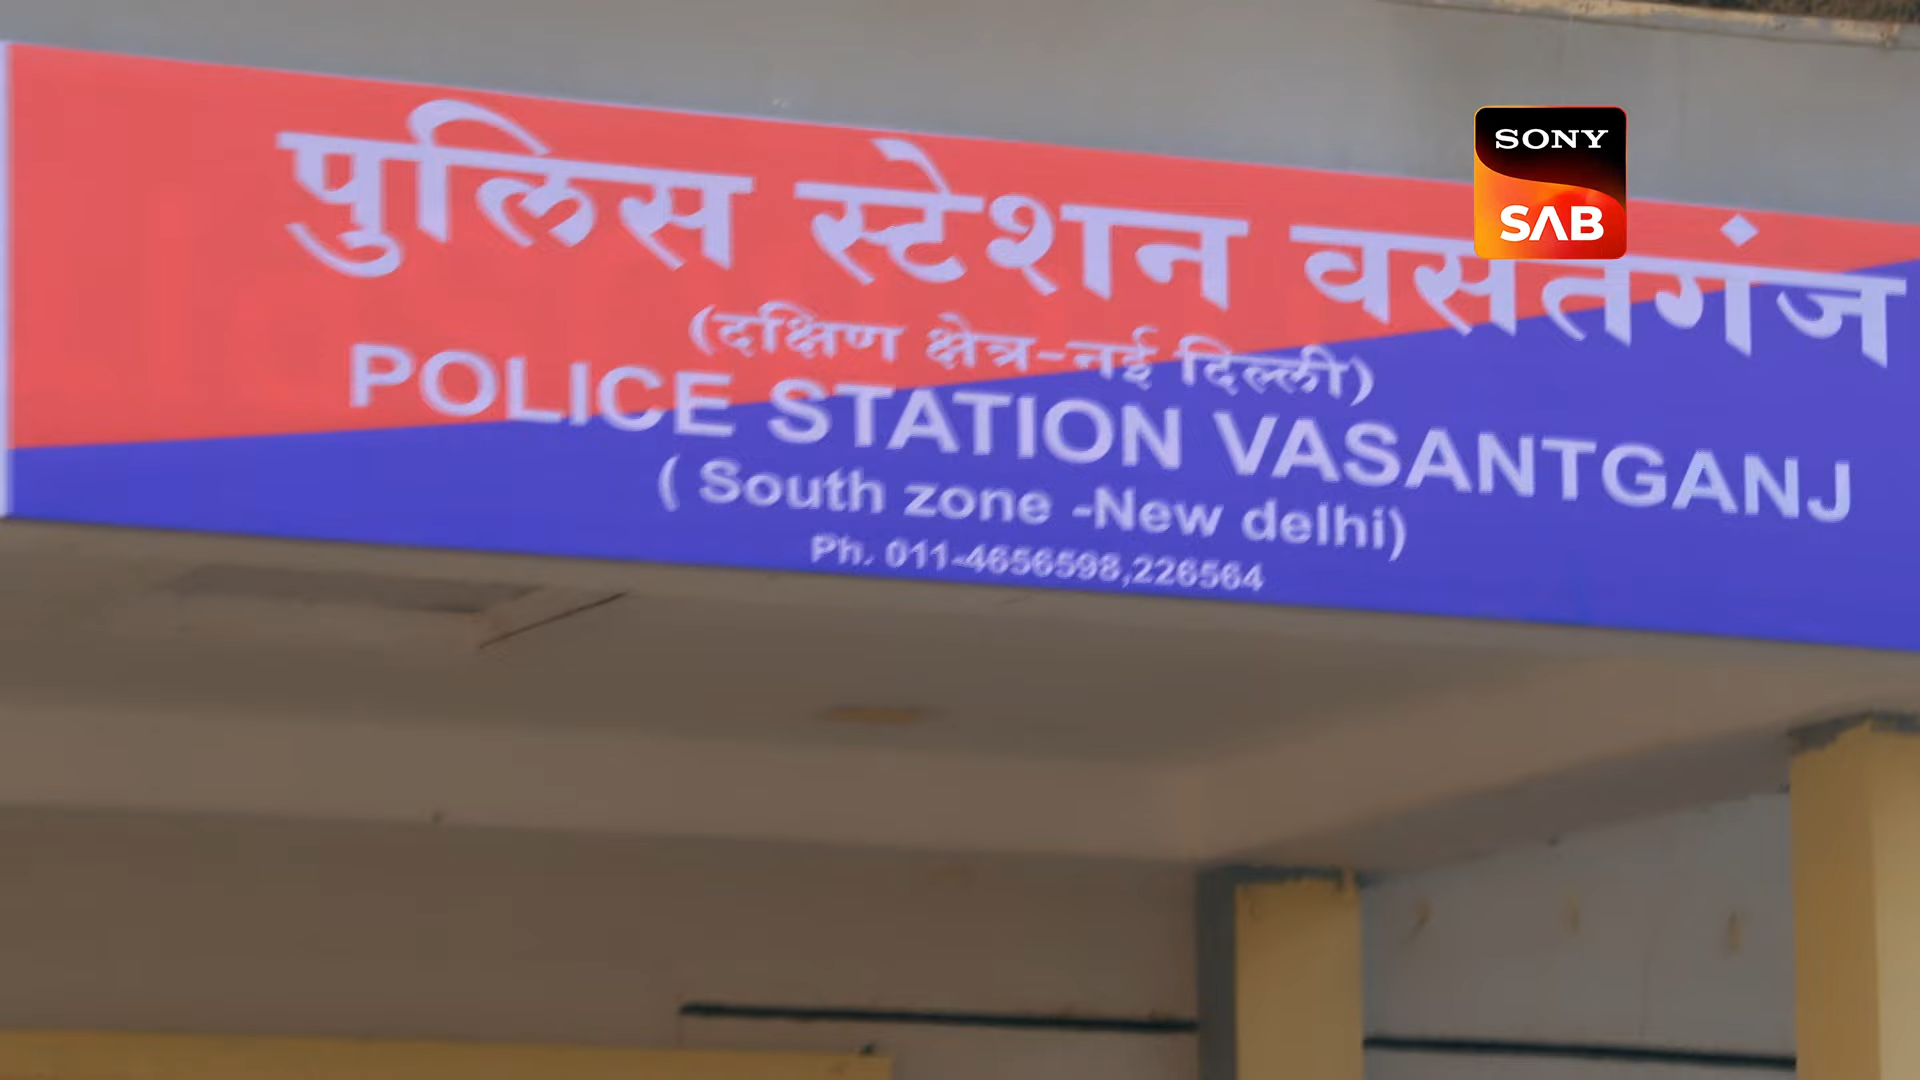 पुलिस स्टेशन वसंतगंज
(दक्षिण क्षेत्र-नई दिल्ली)
POLICE STATION VASANTGANJ
( South zone -New delhi)
Ph. 011-4656598,226564
SONY
SAB